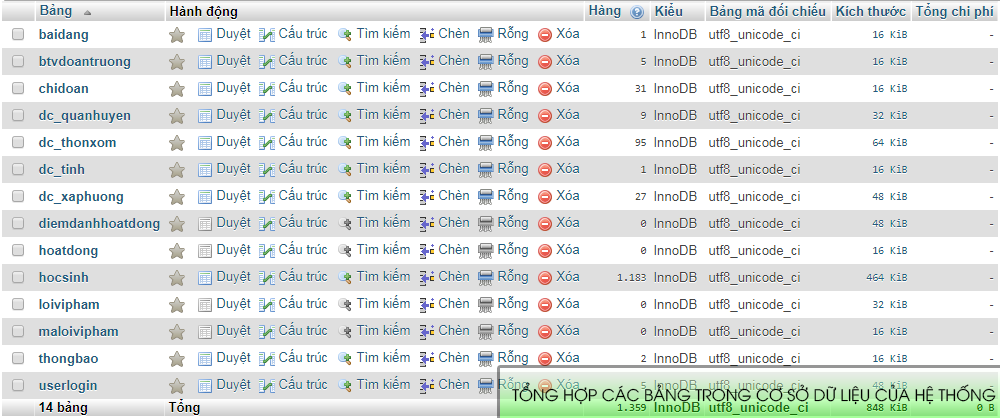 Bảng Hành động Hàng Kiểu Bảng mã đối chiếu Kích thước Tổng chi phí
baidang Duyệt Cấu trúc Tìm kiếm Chèn Rỗng Xóa 1 InnoDB utf8_unicode_ci 16 KiB -
btvdoantruong Duyệt Cấu trúc Tìm kiếm Chèn Rỗng Xóa 5 InnoDB utf8_unicode_ci 16 KiB -
chidoan Duyệt Cấu trúc Tìm kiếm Chèn Rỗng Xóa 31 InnoDB utf8_unicode_ci 16 KiB -
dc_quanhuyen Duyệt Cấu trúc Tìm kiếm Chèn Rỗng Xóa 9 InnoDB utf8_unicode_ci 32 KiB -
dc_thonxom Duyệt Cấu trúc Tìm kiếm Chèn Rỗng Xóa 95 InnoDB utf8_unicode_ci 64 KiB -
dc_tinh Duyệt Cấu trúc Tìm kiếm Chèn Rỗng Xóa 1 InnoDB utf8_unicode_ci 16 KiB -
dc_xaphuong Duyệt Cấu trúc Tìm kiếm Chèn Rỗng Xóa 27 InnoDB utf8_unicode_ci 48 KiB -
diemdanhhoatdong Duyệt Cấu trúc Tìm kiếm Chèn Rỗng Xóa 0 InnoDB utf8_unicode_ci 48 KiB -
hoatdong Duyệt Cấu trúc Tìm kiếm Chèn Rỗng Xóa 0 InnoDB utf8_unicode_ci 16 KiB -
hocsinh Duyệt Cấu trúc Tìm kiếm Chèn Rỗng Xóa 1.183 InnoDB utf8_unicode_ci 464 KiB -
loivipham Duyệt Cấu trúc Tìm kiếm Chèn Rỗng Xóa 0 InnoDB utf8_unicode_ci 32 KiB -
maloivipham Duyệt Cấu trúc Tìm kiếm Chèn Rỗng Xóa 0 InnoDB utf8_unicode_ci 16 KiB -
thongbao Duyệt Cấu trúc Tìm kiếm Chèn Rỗng Xóa 2 InnoDB utf8_unicode_ci 16 KiB -
userlogin Duyệt Cấu trúc Tìm kiếm Chèn Rỗng Xóa 5 InnoDB utf8_unicode_ci 48 KiB -
TỔNG HỢP CÁC BẢNG TRONG CƠ SỞ DỮ LIỆU CỦA HỆ THỐNG
14 bảng Tổng 1.359 InnoDB utf8_unicode_ci 848 KiB 0 B